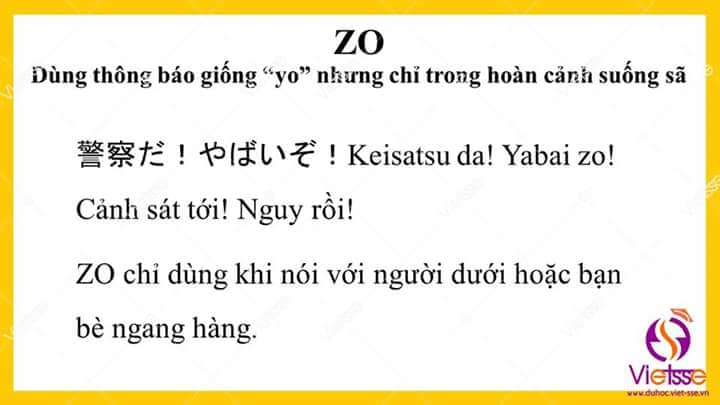 ZO
Dùng thông báo giống “yo” nhưng chỉ trong hoàn cảnh suồng sã
警察だ！やばいぞ！Keisatsu da! Yabai zo!
Cảnh sát tới! Nguy rồi!
ZO chỉ dùng khi nói với người dưới hoặc bạn
bè ngang hàng.
Vietsse
www.duhoc.viet-sse.vn